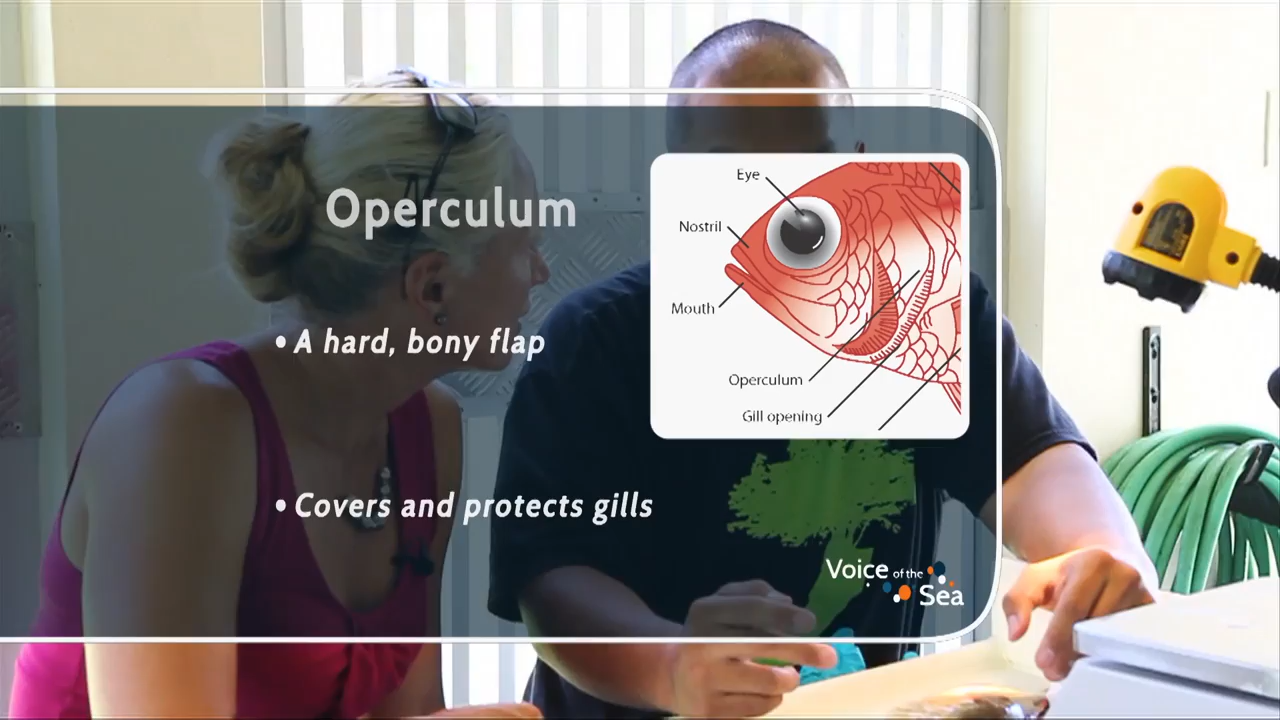 Operculum
• A hard, bony flap
• Covers and protects gills
Eye
Nostril
Mouth
Operculum
Gill opening
Voice of the
Sea